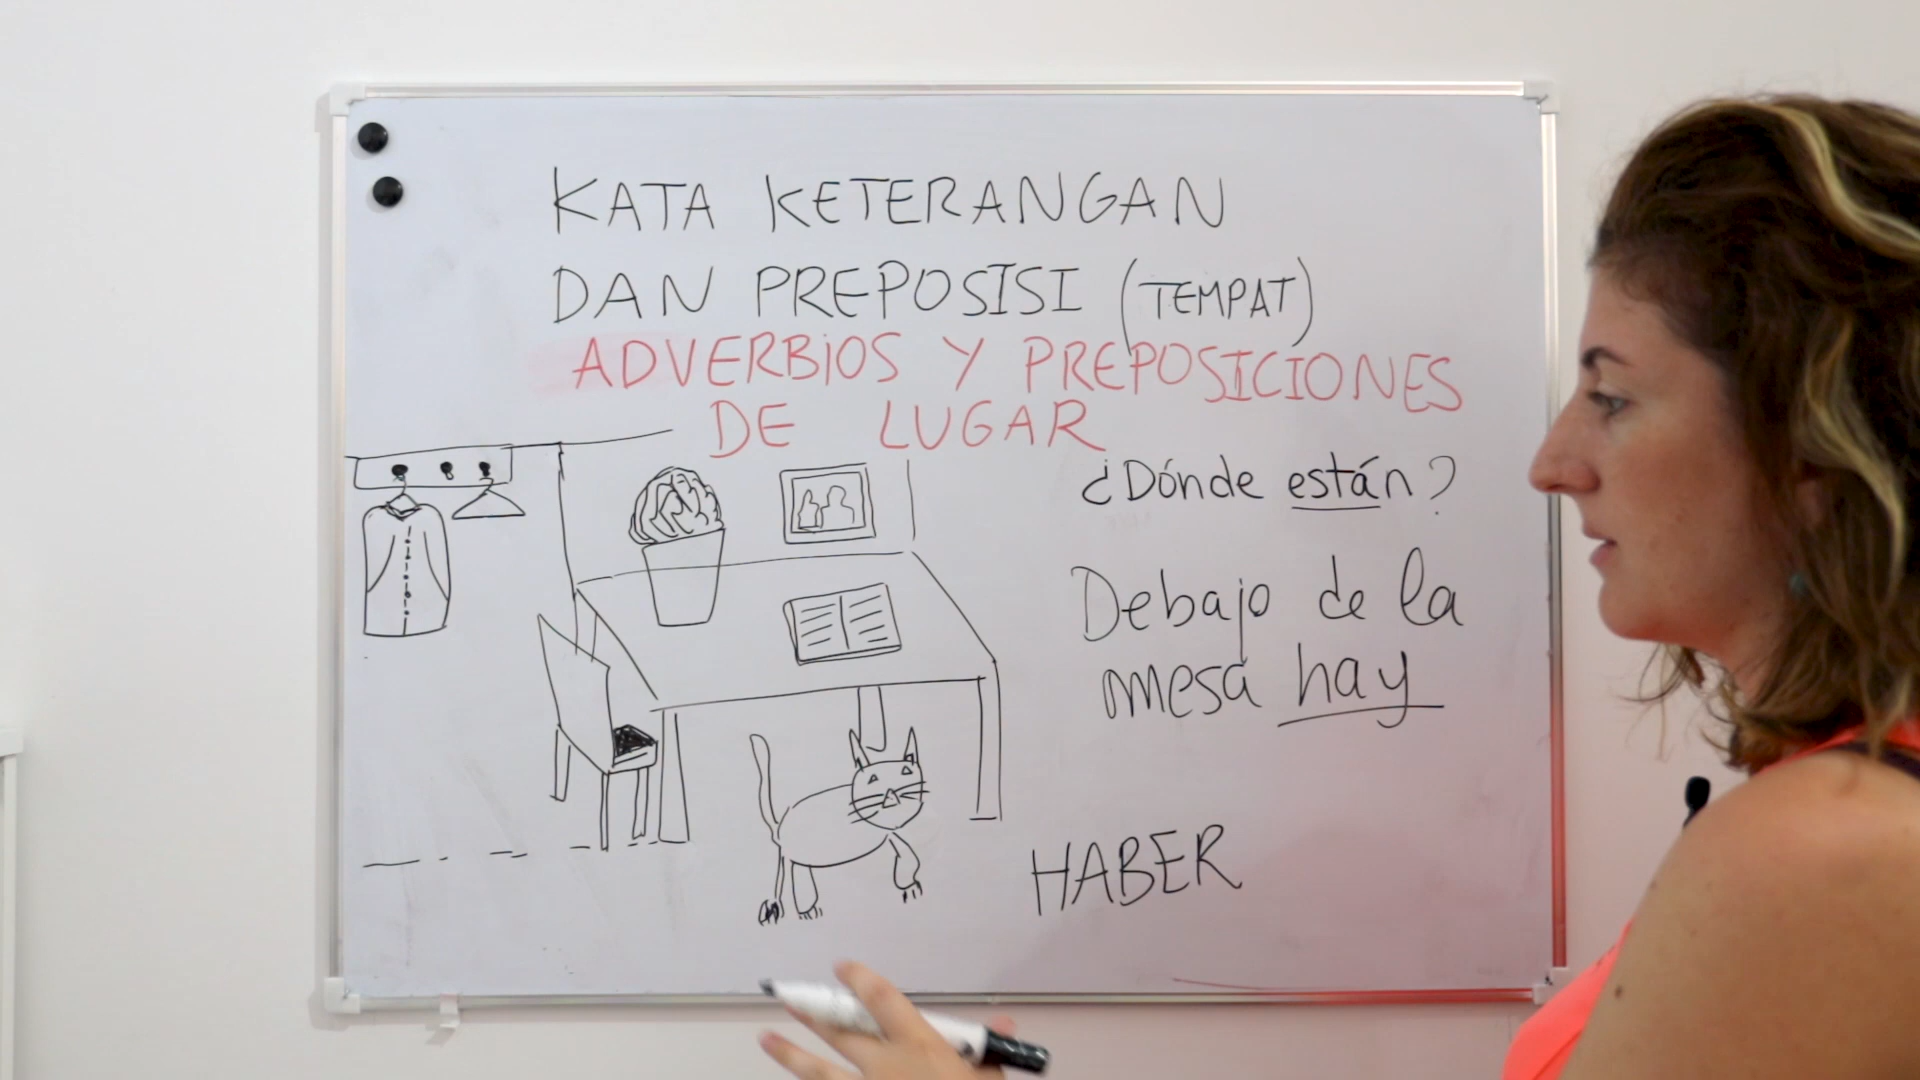 KATA KETERANGAN
DAN PREPOSISI (TEMPAT)
ADVERBIOS Y PREPOSICIONES
DE LUGAR
¿Dónde están?
Debajo de la
mesa hay
HABER